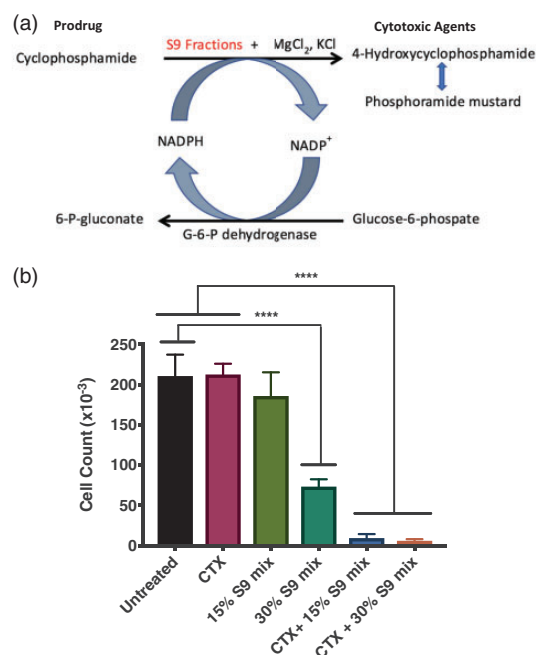 (a)
Prodrug
Cytotoxic Agents
S9 Fractions + MgCl2, KCl
Cyclophosphamide
4-Hydroxycyclophosphamide
Phosphoramide mustard
NADPH
NADP+
6-P-gluconate
Glucose-6-phospate
G-6-P dehydrogenase
(b)
****
****
Cell Count (x10-3)
250
200
150
100
50
0
Untreated
CTX
15% S9 mix
30% S9 mix
CTX+ 15% S9 mix
CTX + 30% S9 mix